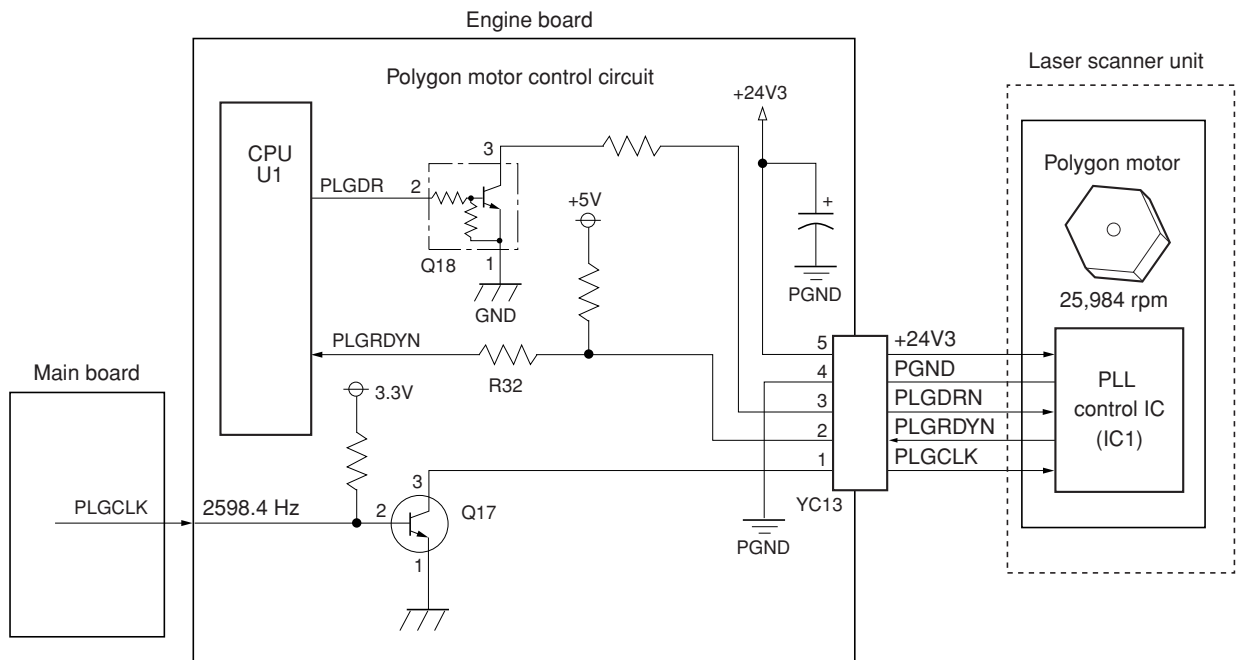 Engine board
Polygon motor control circuit
Laser scanner unit
+24V3
CPU
U1
3
Polygon motor
PLGDR
2
+5V
+
Q18
1
GND
PGND
25,984 rpm
PLGRDYN
R32
5
+24V3
4
PGND
3
PLGDRN
2
PLGRDYN
1
PLGCLK
PLL
control IC
(IC1)
Main board
3.3V
YC13
PLGCLK
2598.4 Hz
3
2
Q17
1
PGND